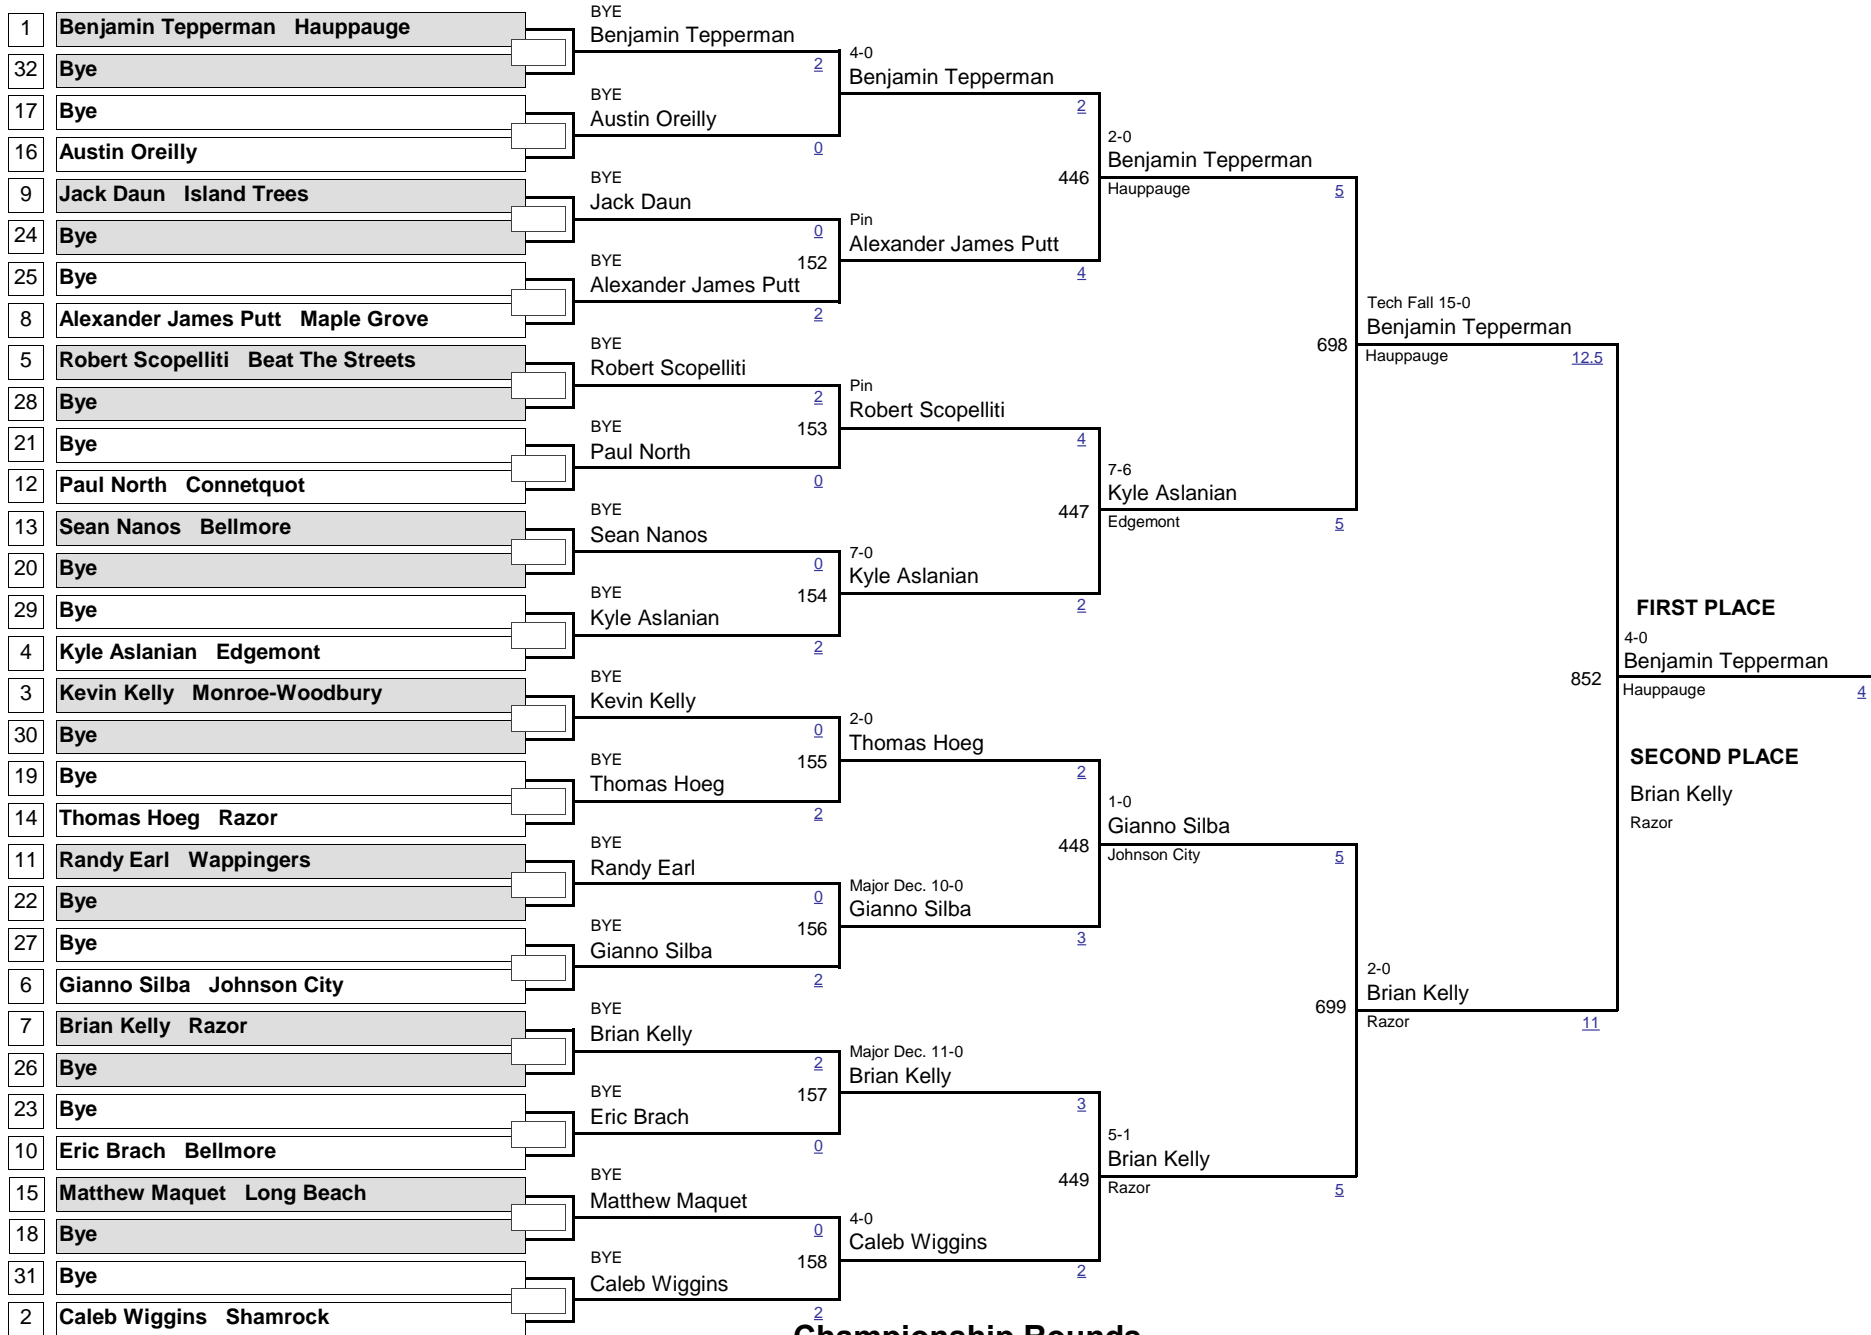 1 Benjamin Tepperman Hauppauge
32 Bye
17 Bye
16 Austin Oreilly
9 Jack Daun Island Trees
24 Bye
25 Bye
8 Alexander James Putt Maple Grove
5 Robert Scopelliti Beat The Streets
28 Bye
21 Bye
12 Paul North Connetquot
13 Sean Nanos Bellmore
20 Bye
29 Bye
4 Kyle Aslanian Edgemont
3 Kevin Kelly Monroe-Woodbury
30 Bye
19 Bye
14 Thomas Hoeg Razor
11 Randy Earl Wappingers
22 Bye
27 Bye
6 Gianno Silba Johnson City
7 Brian Kelly Razor
26 Bye
23 Bye
10 Eric Brach Bellmore
15 Matthew Maquet Long Beach
18 Bye
31 Bye
2 Caleb Wiggins Shamrock
BYE
Benjamin Tepperman
2
BYE
Austin Oreilly
0
BYE
Jack Daun
0
BYE 152
Alexander James Putt
2
BYE
Robert Scopelliti
2
BYE 153
Paul North
0
BYE
Sean Nanos
0
BYE 154
Kyle Aslanian
2
BYE
Kevin Kelly
0
BYE 155
Thomas Hoeg
2
BYE
Randy Earl
0
BYE 156
Gianno Silba
2
BYE
Brian Kelly
2
BYE 157
Eric Brach
0
BYE
Matthew Maquet
0
BYE 158
Caleb Wiggins
2
4-0
Benjamin Tepperman
2
446
Pin
Alexander James Putt
4
Pin
Robert Scopelliti
4
447
7-0
Kyle Aslanian
2
2-0
Thomas Hoeg
2
448
Major Dec. 10-0
Gianno Silba
3
Major Dec. 11-0
Brian Kelly
3
449
4-0
Caleb Wiggins
2
2-0
Benjamin Tepperman
Hauppauge 5
698
7-6
Kyle Aslanian
Edgemont 5
1-0
Gianno Silba
Johnson City 5
699
5-1
Brian Kelly
Razor 5
Tech Fall 15-0
Benjamin Tepperman
Hauppauge 12.5
852
2-0
Brian Kelly
Razor 11
FIRST PLACE
4-0
Benjamin Tepperman
Hauppauge 4
SECOND PLACE
Brian Kelly
Razor
Championship Rounds